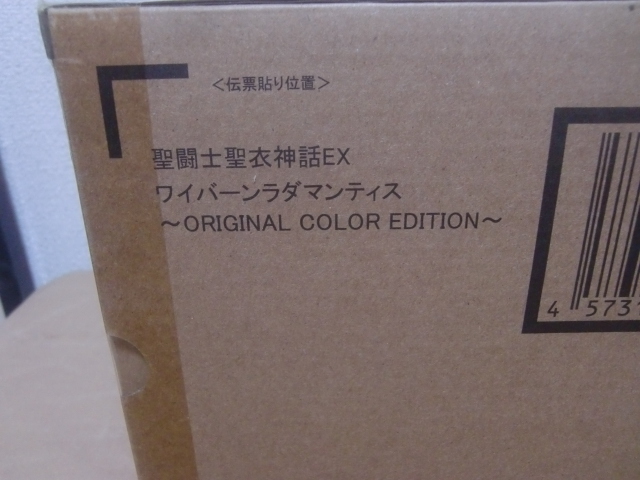 <伝票貼り位置>
聖闘士聖衣神話EX
ワイバーンラダマンティス
～ORIGINAL COLOR EDITION～
4 573